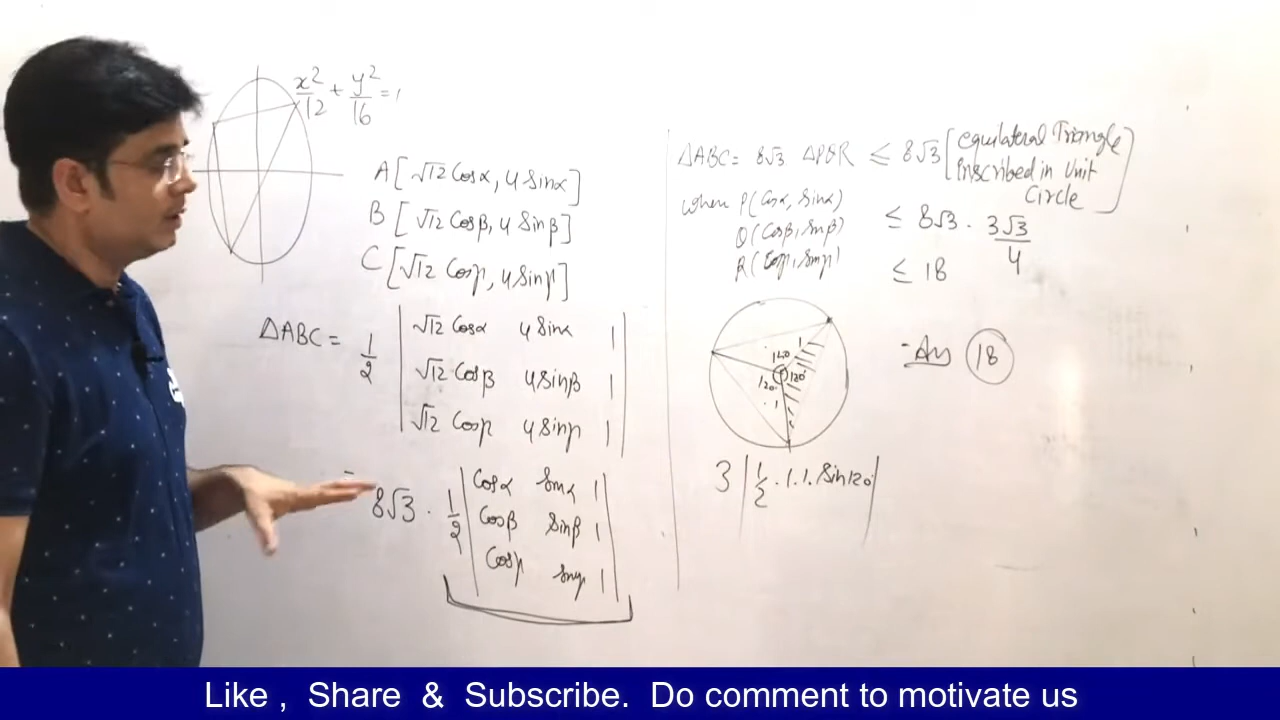 x²/12 + y²/16 = 1
A[√12 Cosα, 4 Sinα]
B[√12 Cosβ, 4 Sinβ]
C[√12 Cosγ, 4 Sinγ]
ΔABC = 1/2 | √12 Cosα 4 Sinα 1 |
| √12 Cosβ 4 Sinβ 1 |
| √12 Cosγ 4 Sinγ 1 |
= 8√3 · 1/2 | Cosα Sinα 1 |
| Cosβ Sinβ 1 |
| Cosγ Sinγ 1 |
ΔABC = 8√3 ΔPQR ≤ 8√3 [equilateral Triangle
Inscribed in Unit
Circle]
when P(Cosα, Sinα)
Q(Cosβ, Sinβ)
R(Cosγ, Sinγ)
≤ 8√3 · 3√3/4
≤ 18
Ans 18
120 1
120 120°
1
3 | 1/2 · 1.1. Sin120° |
Like , Share & Subscribe. Do comment to motivate us